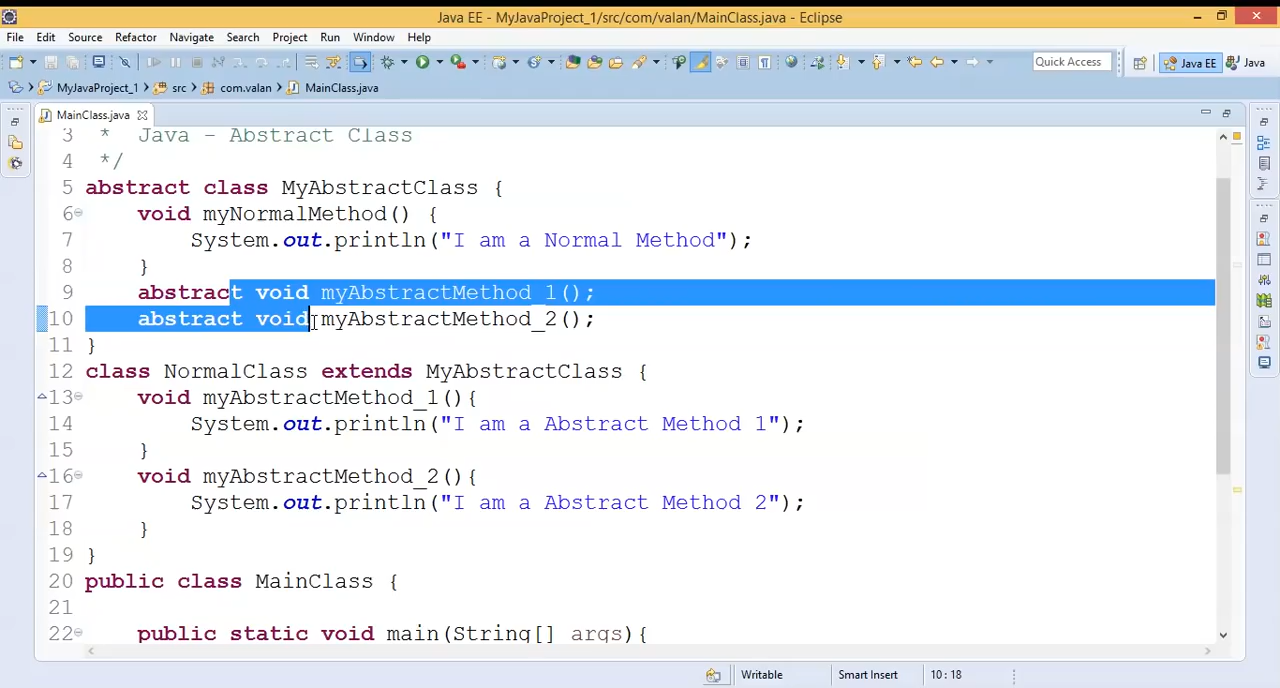 Java EE - MyJavaProject_1/src/com/valan/MainClass.java - Eclipse
File Edit Source Refactor Navigate Search Project Run Window Help
Quick Access Java EE Java
MyJavaProject_1 src com.valan MainClass.java
MainClass.java
3 * Java - Abstract Class
4 */
5 abstract class MyAbstractClass {
6 void myNormalMethod() {
7 System.out.println("I am a Normal Method");
8 }
9 abstract void myAbstractMethod_1();
10 abstract void myAbstractMethod_2();
11 }
12 class NormalClass extends MyAbstractClass {
13 void myAbstractMethod_1(){
14 System.out.println("I am a Abstract Method 1");
15 }
16 void myAbstractMethod_2(){
17 System.out.println("I am a Abstract Method 2");
18 }
19 }
20 public class MainClass {
21
22 public static void main(String[] args){
Writable Smart Insert 10 : 18